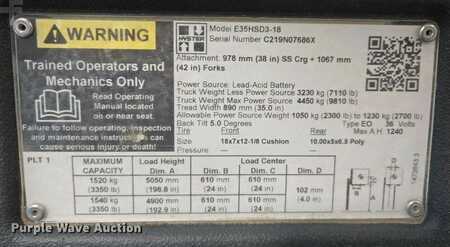 WARNING
Trained Operators and
Mechanics Only
Read Operating
Manual located
on or near seat.
Failure to follow operating, inspection
and maintenance instructions can
cause serious injury or death!
HYSTER
Model E35HSD3-18
Serial Number C219N07686X
Attachment: 978 mm (38 in) SS Crg + 1067 mm
(42 in) Forks
Power Source: Lead-Acid Battery
Truck Weight Less Power Source 3230 kg (7110 lb)
Truck Weight Max Power Source 4450 kg (9810 lb)
Tread Width 890 mm (35.0 in)
Allowable Power Source Weight 1050 kg (2300 lb) to 1230 kg (2700 lb)
Back Tilt 5.0 Degrees Type EO 36 Volts
Front Rear Max A H 1240
Size 18x7x12-1/8 Cushion 10.00x5x6.5 Poly
PLT 1
MAXIMUM CAPACITY
Load Height Dim. A
Load Center
Dim. B Dim. C Dim. D
1520 kg 5050 mm 610 mm 610 mm
(3350 lb) (198.8 in) (24 in) (24 in)
102 mm
(4.0 in)
1540 kg 4900 mm 610 mm 610 mm
(3350 lb) (192.9 in) (24 in) (24 in)
Purple Wave Auction